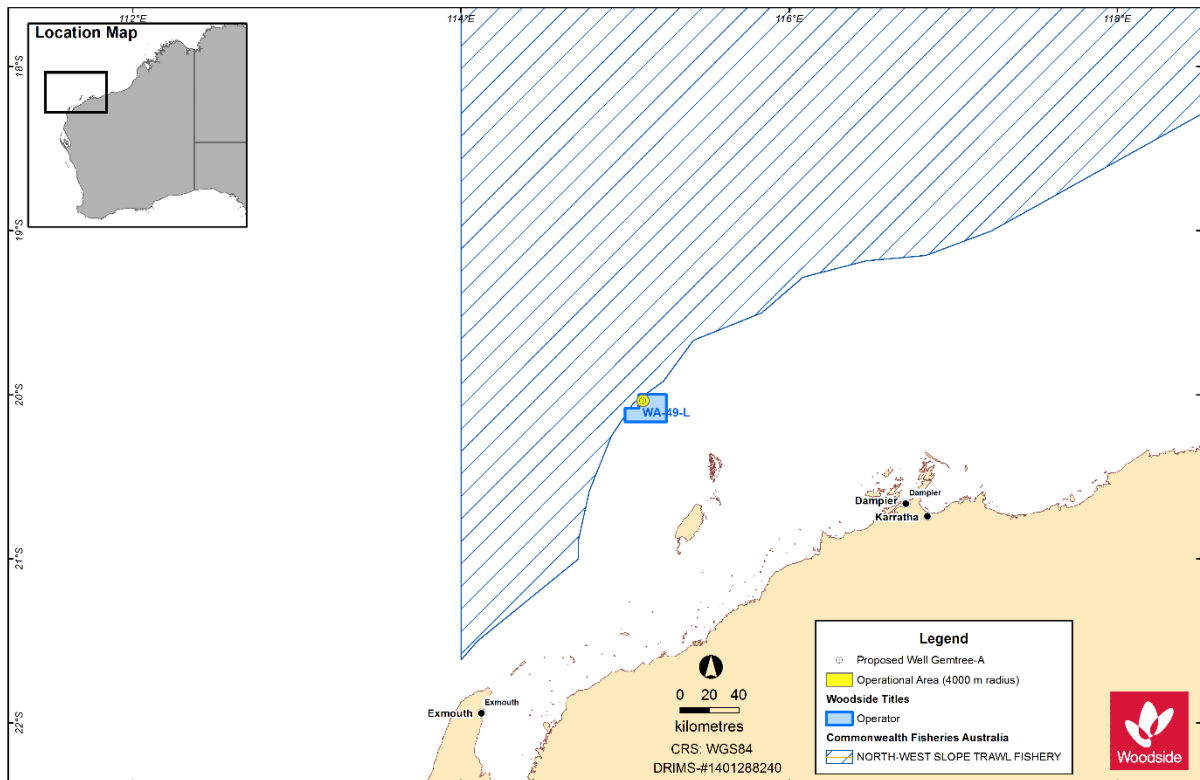 112°E
114°E
116°E
118°E
Location Map
18°S
19°S
20°S
WA-49-L
Dampier
Dampier
Karratha
21°S
Legend
Proposed Well Gemtree-A
Operational Area (4000 m radius)
Woodside Titles
Operator
Commonwealth Fisheries Australia
NORTH-WEST SLOPE TRAWL FISHERY
0 20 40
kilometres
CRS: WGS84
DRIMS-#1401288240
Exmouth
Exmouth
22°S
Woodside